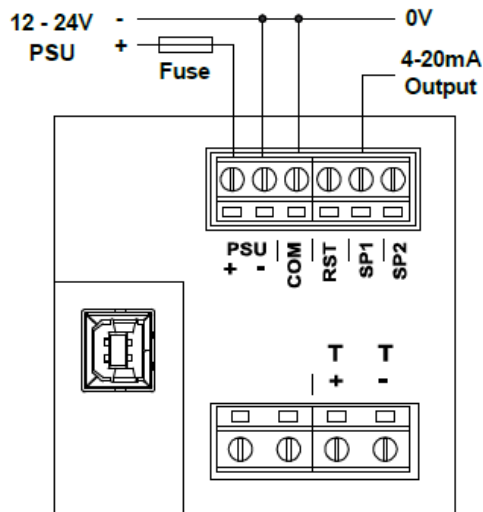 12 - 24V - 0V
PSU +
Fuse
4-20mA
Output
PSU COM RST SP1 SP2
+ -
T T
+ -